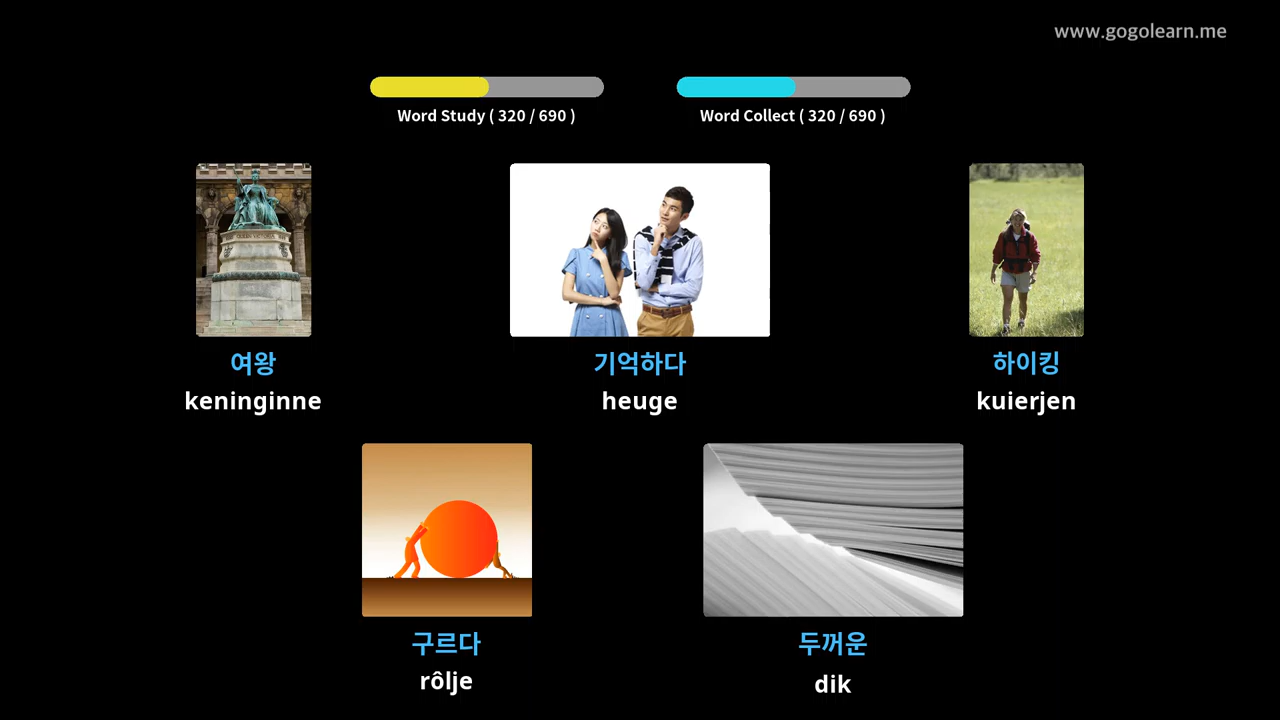 www.gogolearn.me
Word Study ( 320 / 690 )
Word Collect ( 320 / 690 )
여왕
keninginne
기억하다
heuge
하이킹
kuierjen
구르다
rôlje
두꺼운
dik